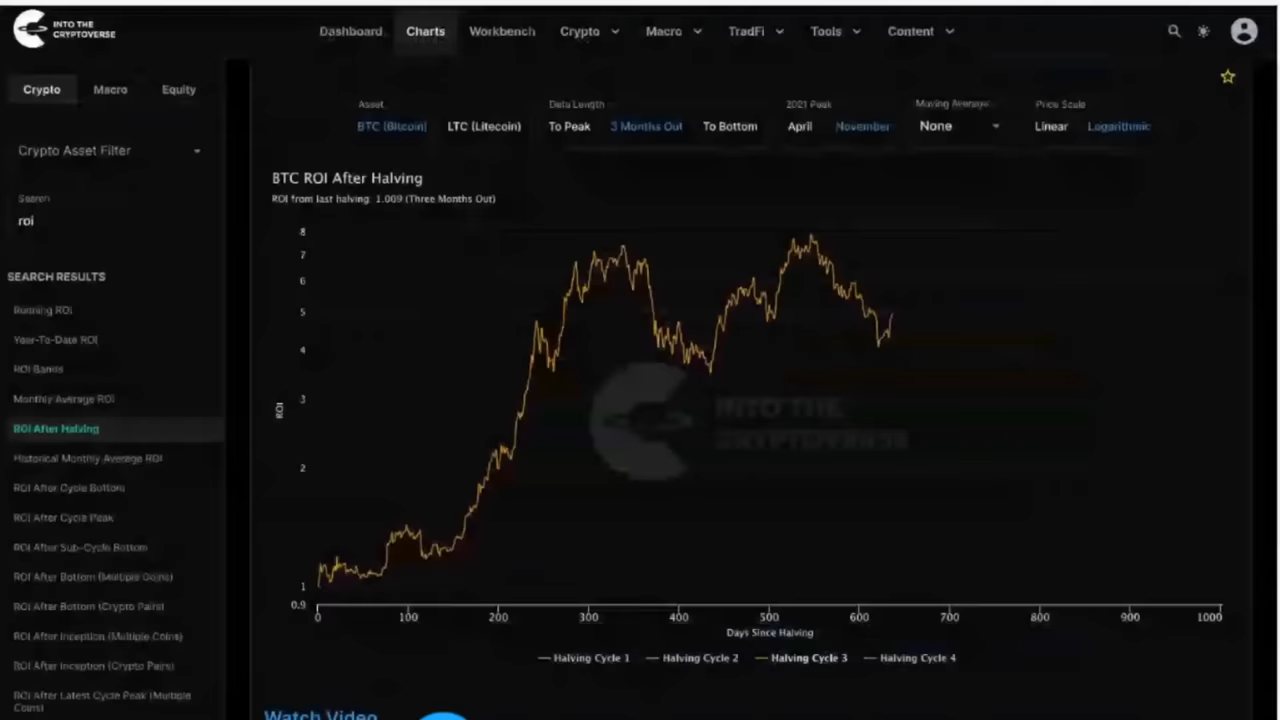 INTO THE
CRYPTOVERSE
Dashboard Charts Workbench Crypto Macro TradFi Tools Content
Crypto Macro Equity
Crypto Asset Filter
Search
roi
SEARCH RESULTS
Running ROI
Year-To-Date ROI
ROI Bands
Monthly Average ROI
ROI After Halving
Historical Monthly Average ROI
ROI After Cycle Bottom
ROI After Cycle Peak
ROI After Sub-Cycle Bottom
ROI After Bottom (Multiple Coins)
ROI After Bottom (Crypto Pairs)
ROI After Inception (Multiple Coins)
ROI After Inception (Crypto Pairs)
ROI After Latest Cycle Peak (Multiple
Coins)
Asset Data Length 2021 Peak Moving Average Price Scale
BTC (Bitcoin) LTC (Litecoin) To Peak 3 Months Out To Bottom April November None Linear Logarithmic
BTC ROI After Halving
ROI from last halving: 1.009 (Three Months Out)
8
7
6
5
4
3
2
1
0.9
ROI
INTO THE
CRYPTOVERSE
0 100 200 300 400 500 600 700 800 900 1000
Days Since Halving
Halving Cycle 1 Halving Cycle 2 Halving Cycle 3 Halving Cycle 4
Watch Video